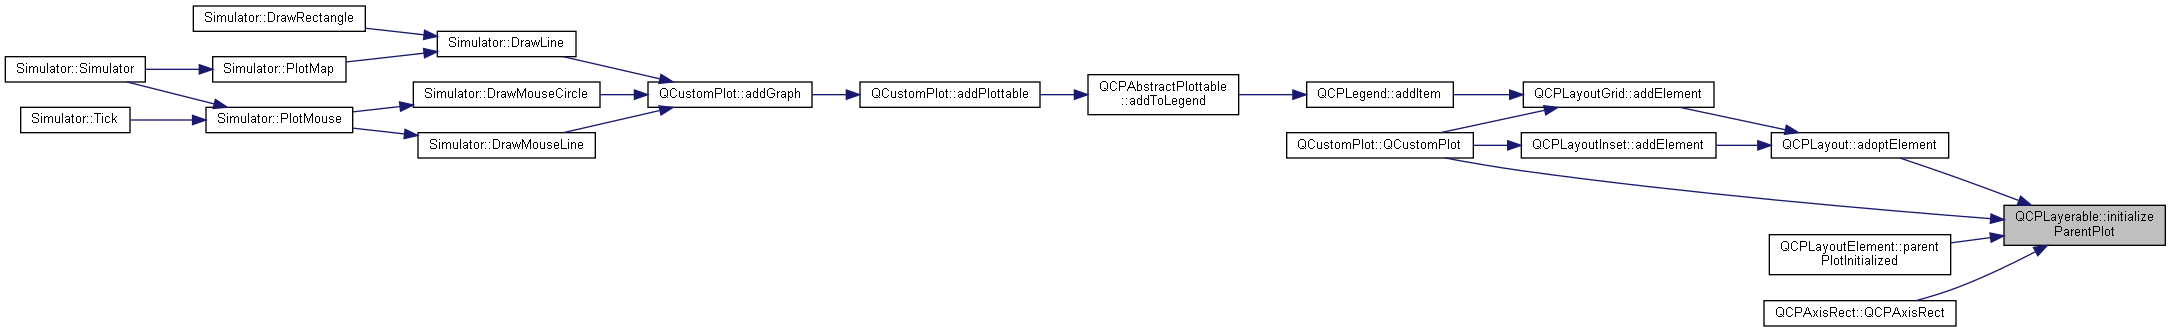 Simulator::DrawRectangle
Simulator::DrawLine
Simulator::Simulator
Simulator::PlotMap
Simulator::DrawMouseCircle
QCustomPlot::addGraph
QCustomPlot::addPlottable
QCPAbstractPlottable
::addToLegend
QCPLegend::addItem
QCPLayoutGrid::addElement
Simulator::Tick
Simulator::PlotMouse
Simulator::DrawMouseLine
QCustomPlot::QCustomPlot
QCPLayoutInset::addElement
QCPLayout::adoptElement
QCPLayerable::initialize
ParentPlot
QCPLayoutElement::parent
PlotInitialized
QCPAxisRect::QCPAxisRect